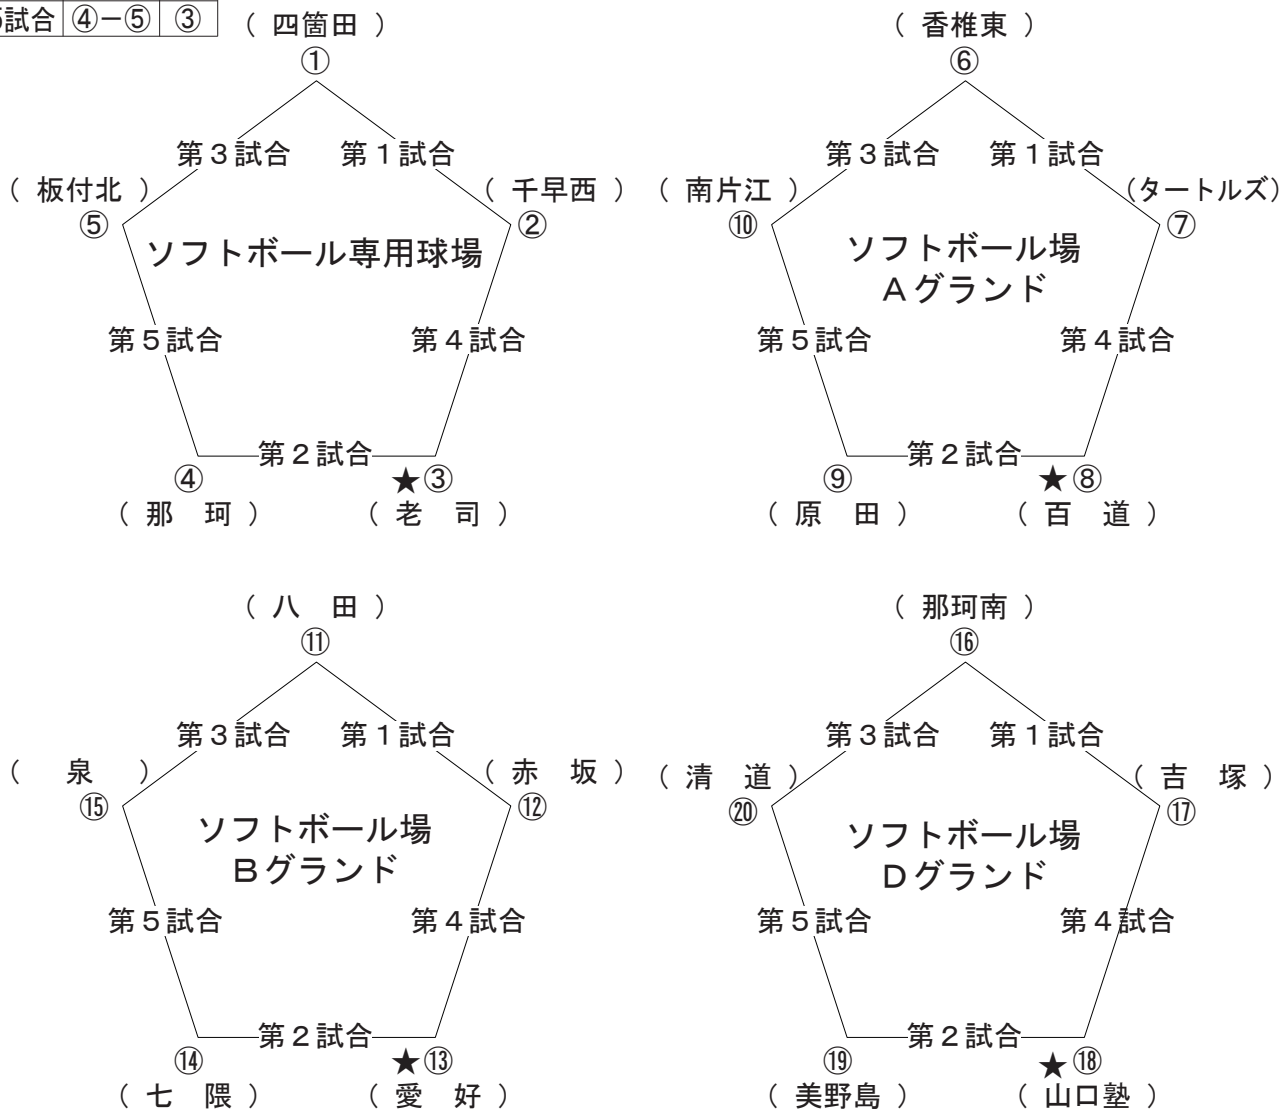 試合 ④－⑤ ③
（ 四箇田 ）
①
第３試合 第１試合
（ 板付北 ）
⑤
（ 千早西 ）
②
ソフトボール専用球場
第５試合 第４試合
第２試合
④
（ 那　珂 ）
★③
（ 老　司 ）
（ 香椎東 ）
⑥
第３試合 第１試合
（ 南片江 ）
⑩
（タートルズ）
⑦
ソフトボール場
Ａグランド
第５試合 第４試合
第２試合
⑨
（ 原　田 ）
★⑧
（ 百　道 ）
（ 八　田 ）
⑪
第３試合 第１試合
（　泉　）
⑮
（ 赤　坂 ）
⑫
ソフトボール場
Ｂグランド
第５試合 第４試合
第２試合
⑭
（ 七　隈 ）
★⑬
（ 愛　好 ）
（ 那珂南 ）
⑯
第３試合 第１試合
（ 清　道 ）
⑳
（ 吉　塚 ）
⑰
ソフトボール場
Ｄグランド
第５試合 第４試合
第２試合
⑲
（ 美野島 ）
★⑱
（ 山口塾 ）